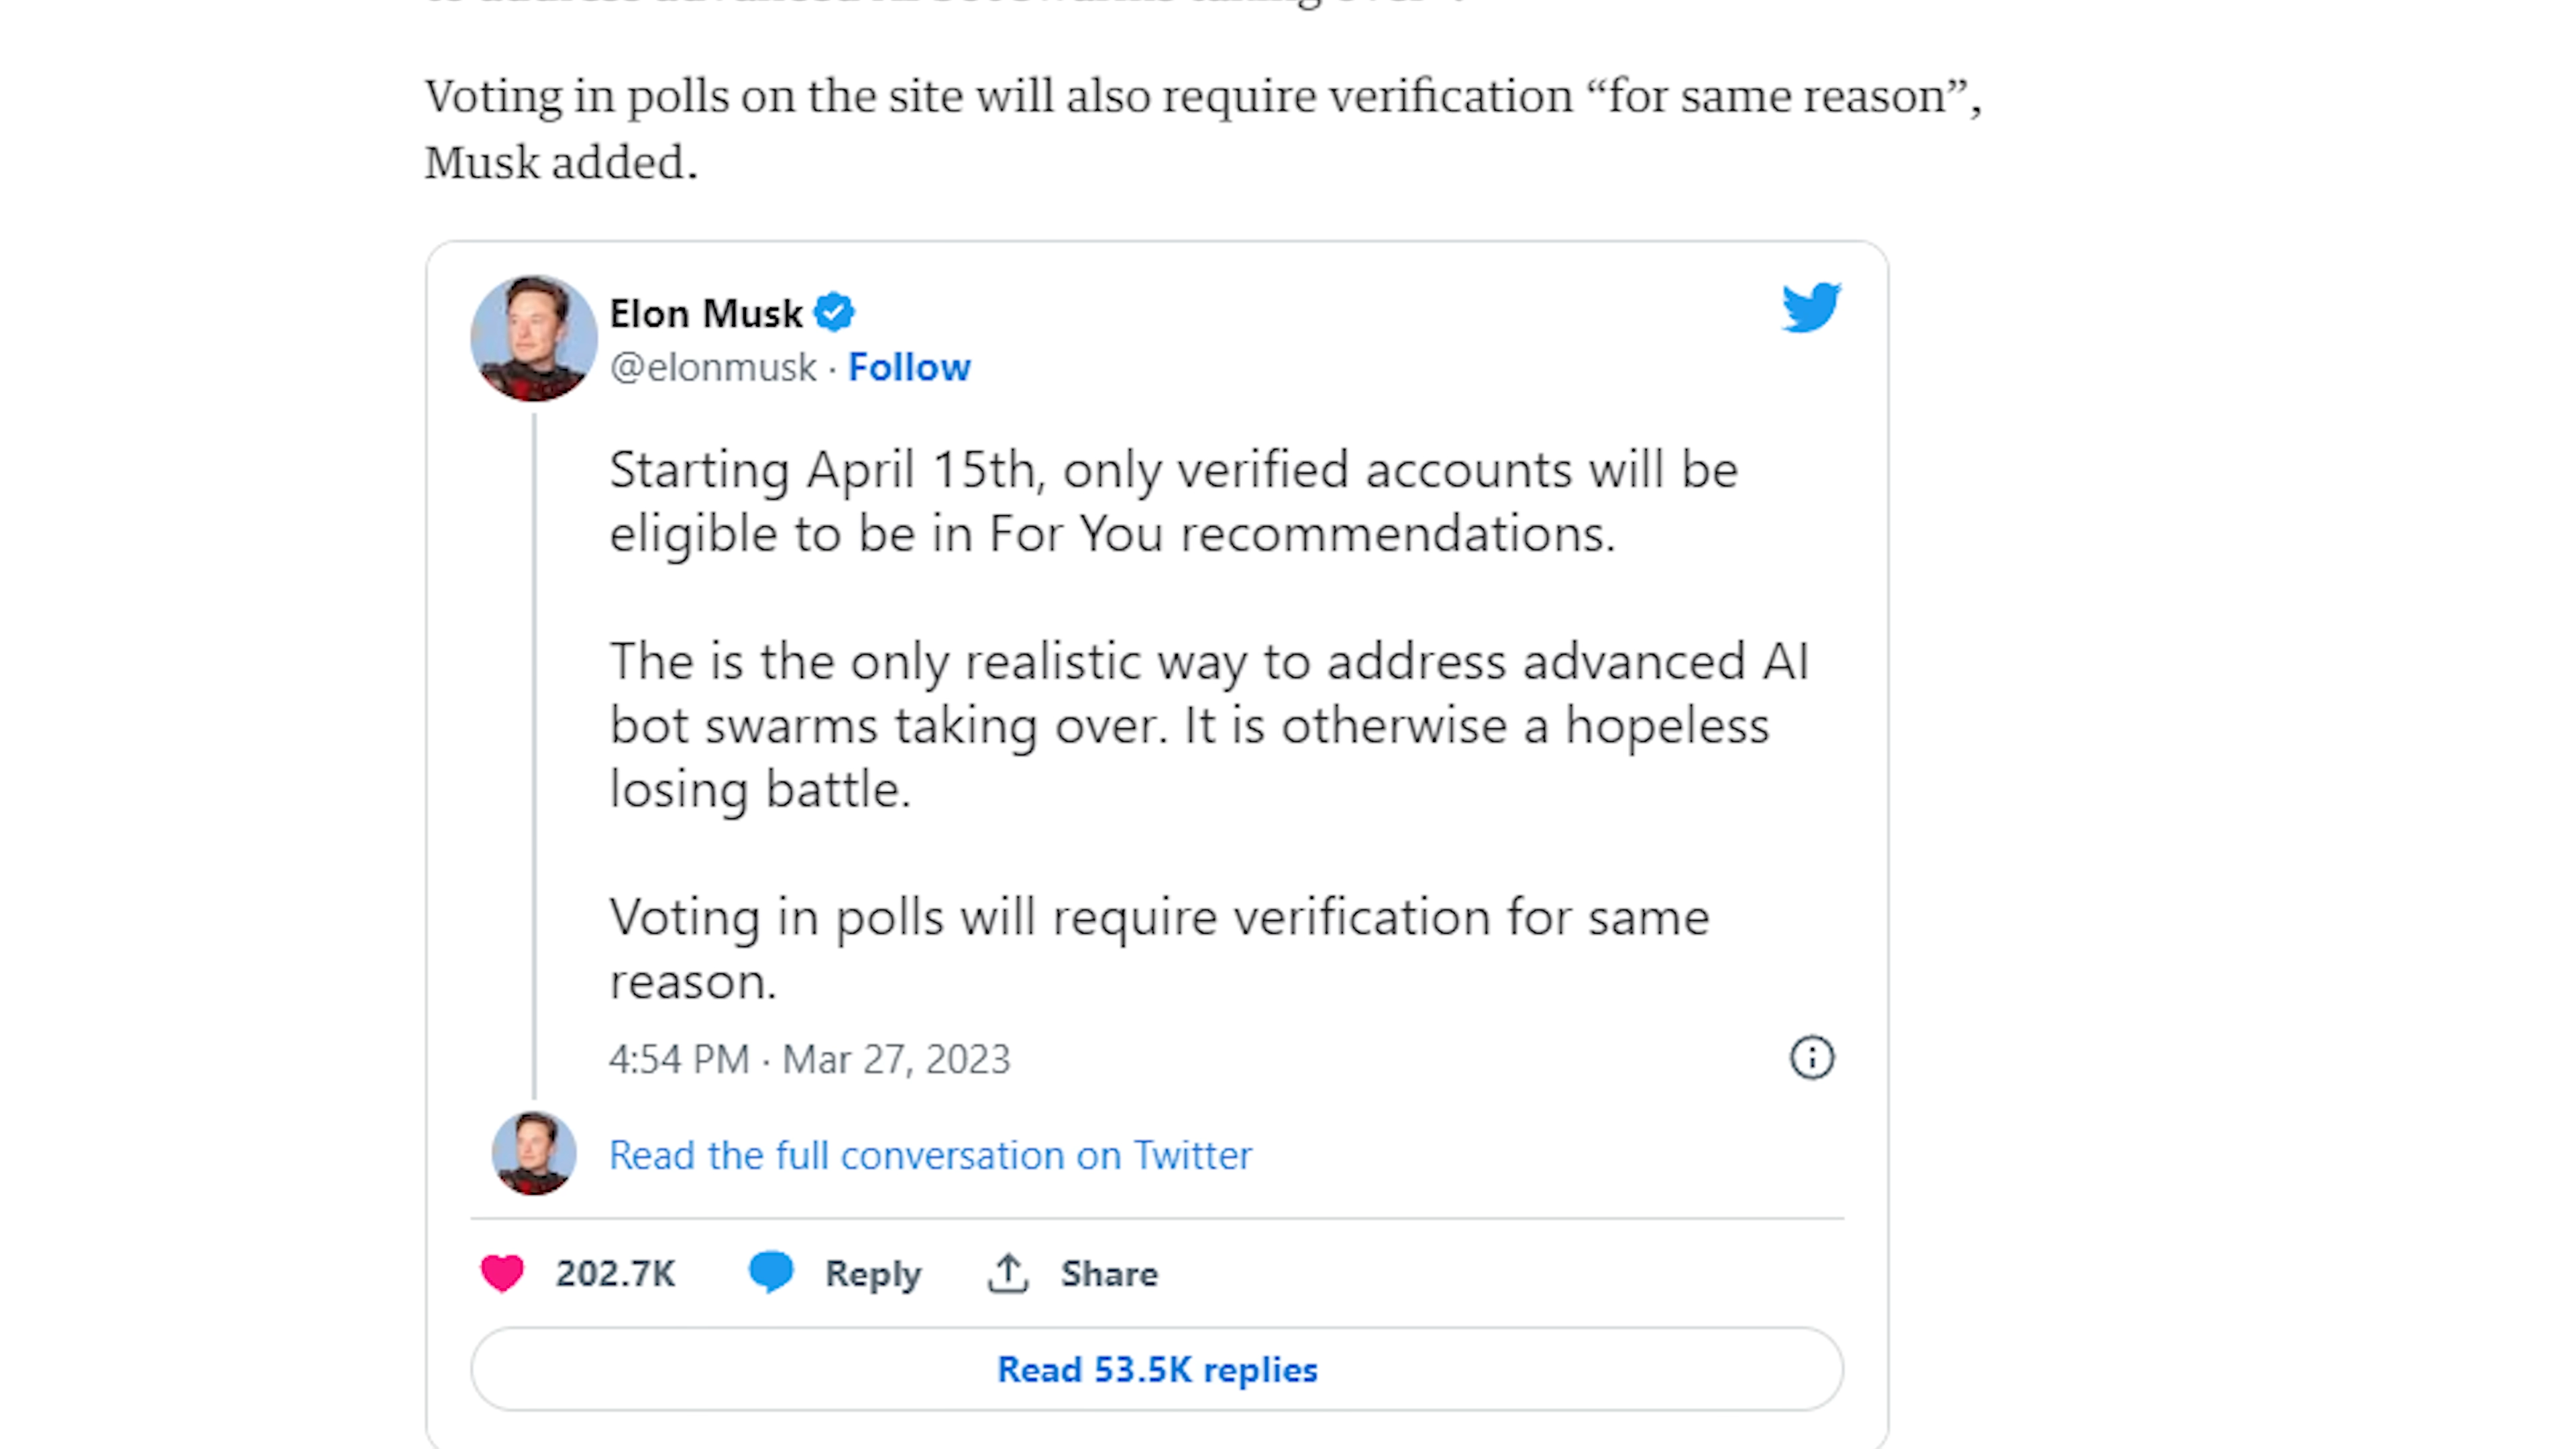 Voting in polls on the site will also require verification “for same reason”,
Musk added.
Elon Musk
@elonmusk · Follow
Starting April 15th, only verified accounts will be
eligible to be in For You recommendations.
The is the only realistic way to address advanced AI
bot swarms taking over. It is otherwise a hopeless
losing battle.
Voting in polls will require verification for same
reason.
4:54 PM · Mar 27, 2023
Read the full conversation on Twitter
202.7K Reply Share
Read 53.5K replies